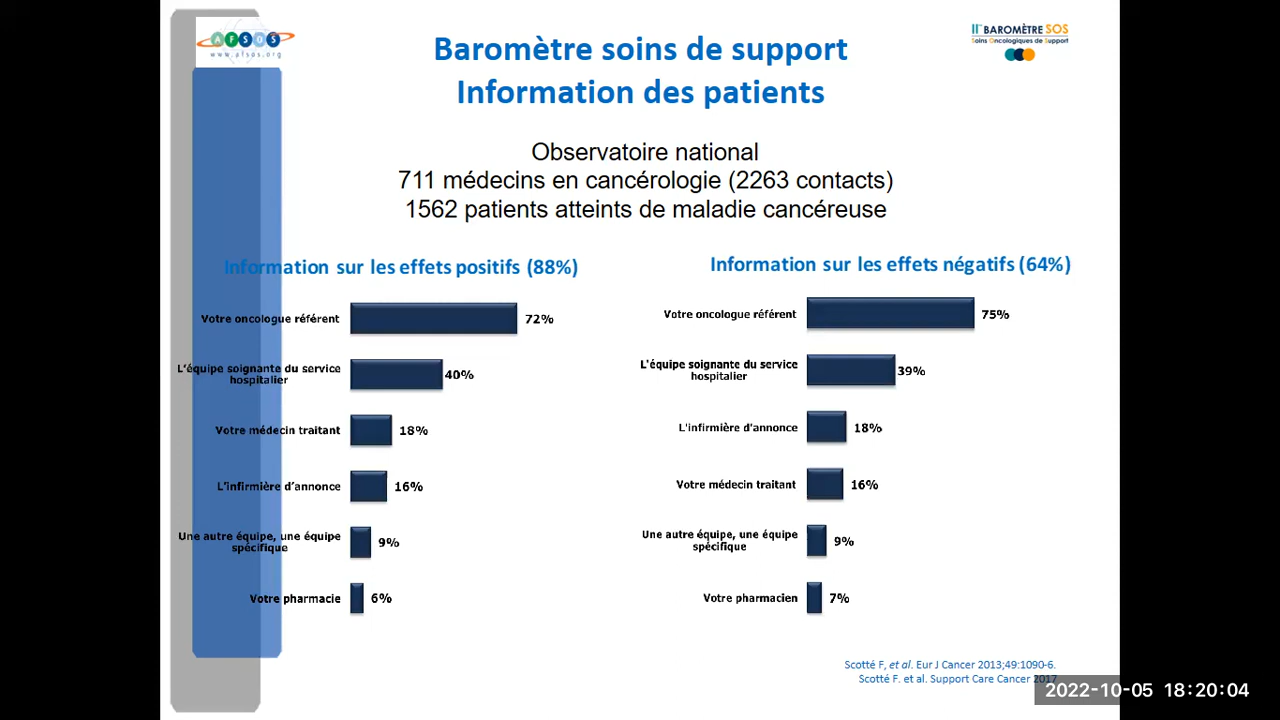 AFSOS
www.afsos.org
IIe BAROMÈTRE SOS
Soins Oncologiques de Support
Baromètre soins de support
Information des patients
Observatoire national
711 médecins en cancérologie (2263 contacts)
1562 patients atteints de maladie cancéreuse
Information sur les effets positifs (88%)
Votre oncologue référent 72%
L'équipe soignante du service
hospitalier 40%
Votre médecin traitant 18%
L'infirmière d'annonce 16%
Une autre équipe, une équipe
spécifique 9%
Votre pharmacie 6%
Information sur les effets négatifs (64%)
Votre oncologue référent 75%
L'équipe soignante du service
hospitalier 39%
L'infirmière d'annonce 18%
Votre médecin traitant 16%
Une autre équipe, une équipe
spécifique 9%
Votre pharmacien 7%
Scotté F, et al. Eur J Cancer 2013;49:1090-6.
Scotté F. et al. Support Care Cancer 2017
2022-10-05 18:20:04